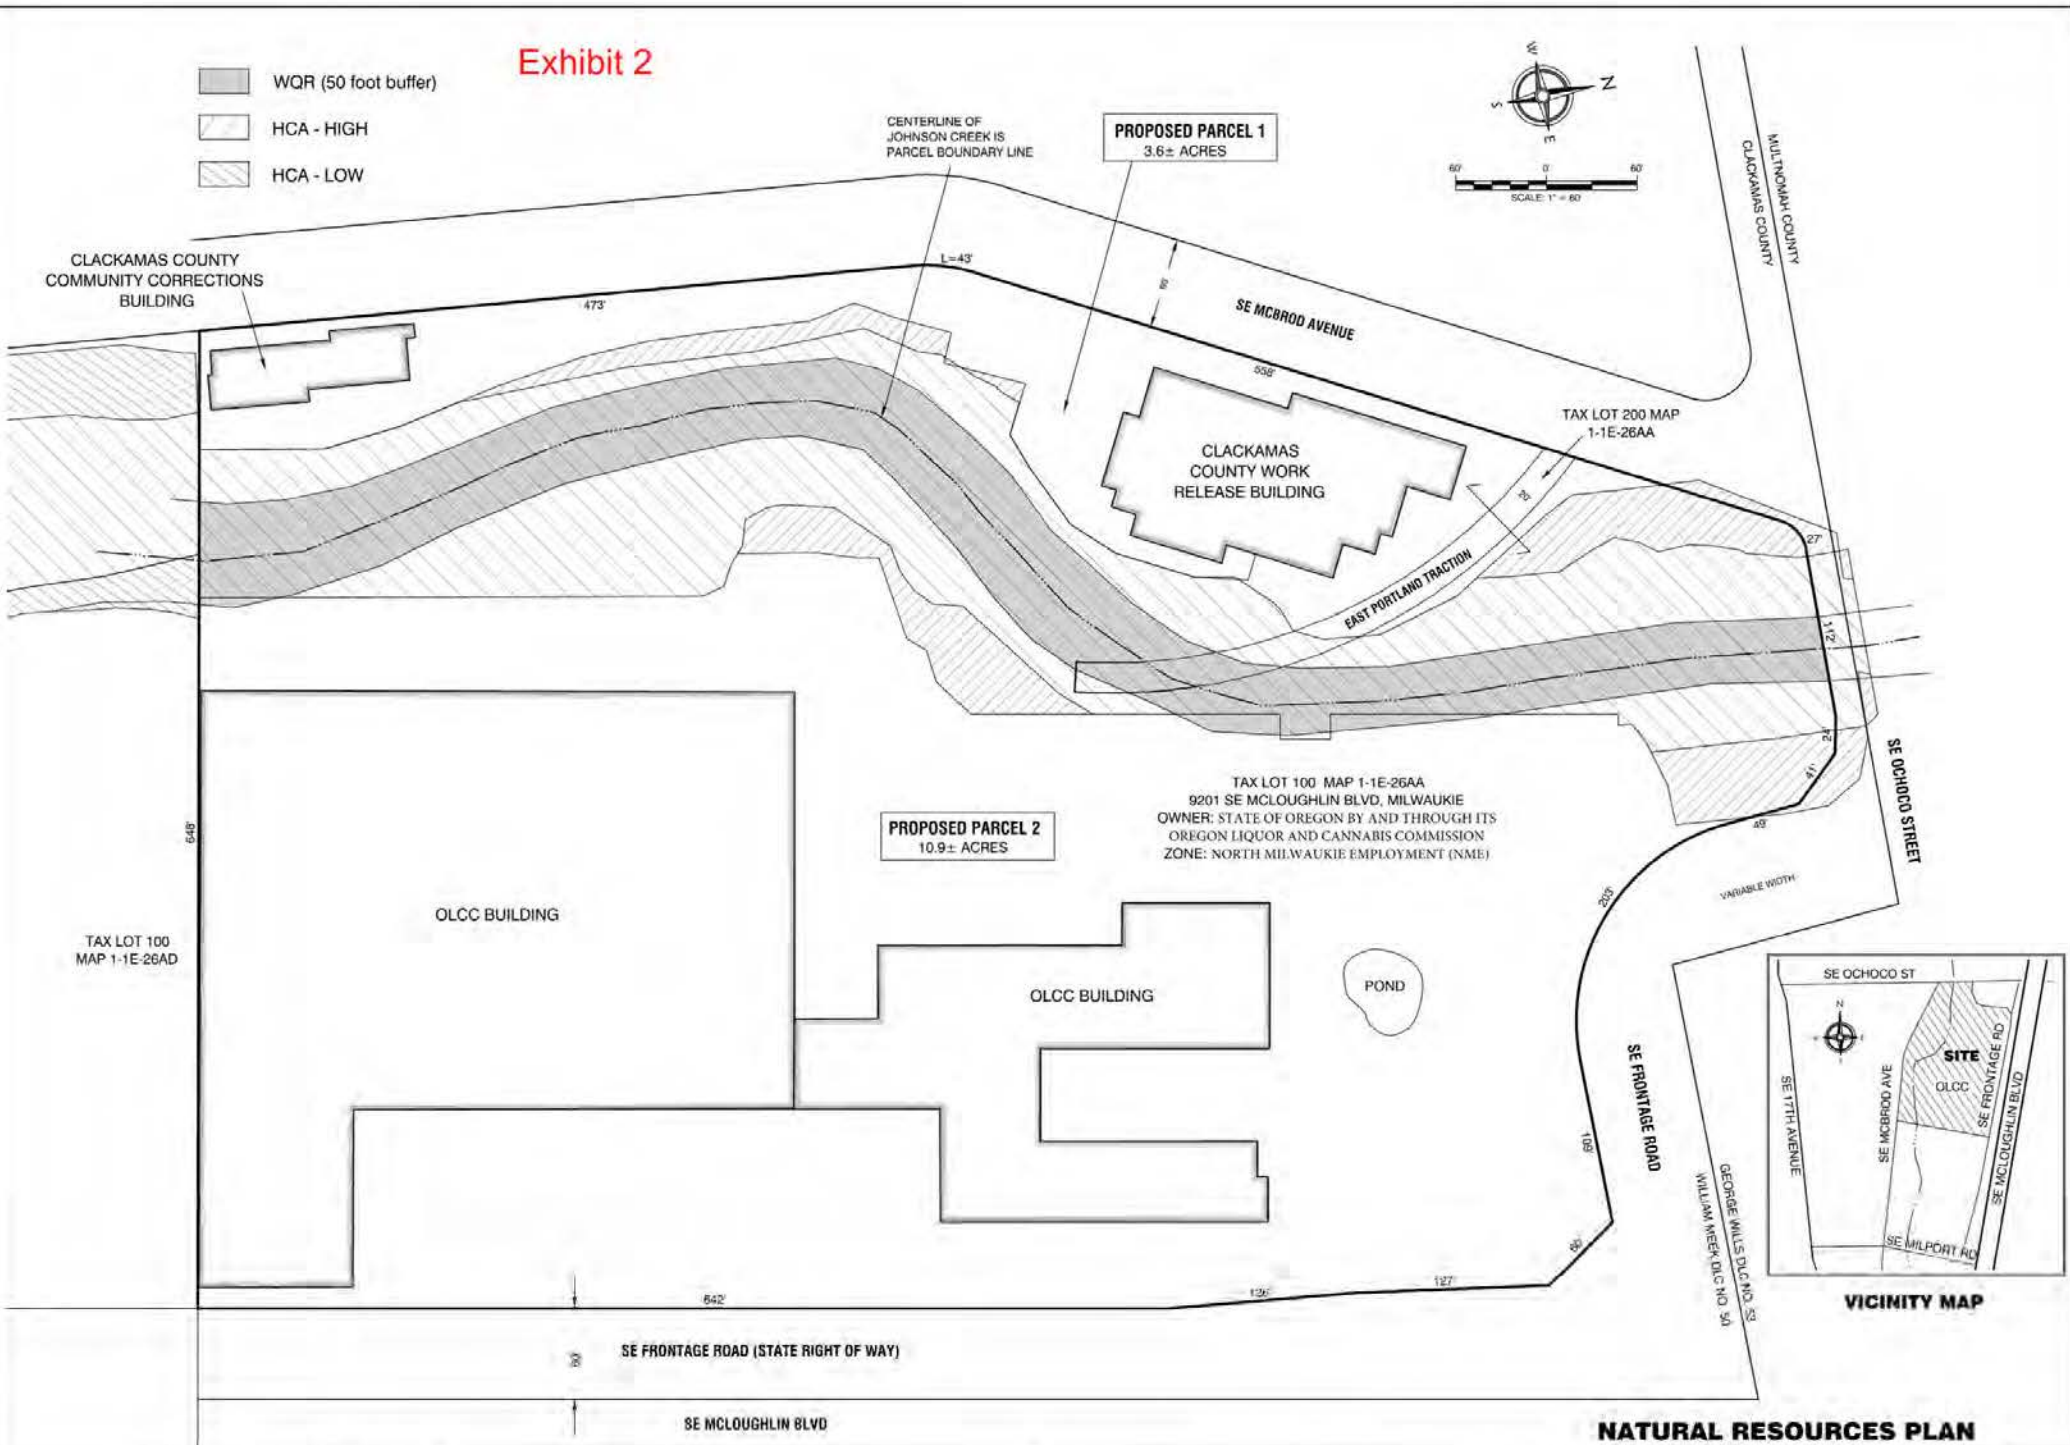 Exhibit 2
WQR (50 foot buffer)
HCA - HIGH
HCA - LOW
CENTERLINE OF
JOHNSON CREEK IS
PARCEL BOUNDARY LINE
PROPOSED PARCEL 1
3.6± ACRES
W
N
S
E
60'
0'
60'
SCALE: 1" = 60'
MULTNOMAH COUNTY
CLACKAMAS COUNTY
CLACKAMAS COUNTY
COMMUNITY CORRECTIONS
BUILDING
473'
L=43'
60'
SE MCBROD AVENUE
558'
TAX LOT 200 MAP
1-1E-26AA
CLACKAMAS
COUNTY WORK
RELEASE BUILDING
20'
EAST PORTLAND TRACTION
27'
112'
24'
41'
49'
SE OCHOCO STREET
TAX LOT 100 MAP 1-1E-26AA
9201 SE MCLOUGHLIN BLVD, MILWAUKIE
OWNER: STATE OF OREGON BY AND THROUGH ITS
OREGON LIQUOR AND CANNABIS COMMISSION
ZONE: NORTH MILWAUKIE EMPLOYMENT (NME)
PROPOSED PARCEL 2
10.9± ACRES
648'
203'
VARIABLE WIDTH
OLCC BUILDING
TAX LOT 100
MAP 1-1E-26AD
OLCC BUILDING
POND
SE FRONTAGE ROAD
109'
60'
GEORGE WILLS DLC NO. 53
WILLIAM MEEK DLC NO. 50
SE OCHOCO ST
N
SITE
OLCC
SE 17TH AVENUE
SE MCBROD AVE
SE FRONTAGE RD
SE MCLOUGHLIN BLVD
SE MILPORT RD
VICINITY MAP
642'
126'
127'
60'
SE FRONTAGE ROAD (STATE RIGHT OF WAY)
SE MCLOUGHLIN BLVD
NATURAL RESOURCES PLAN